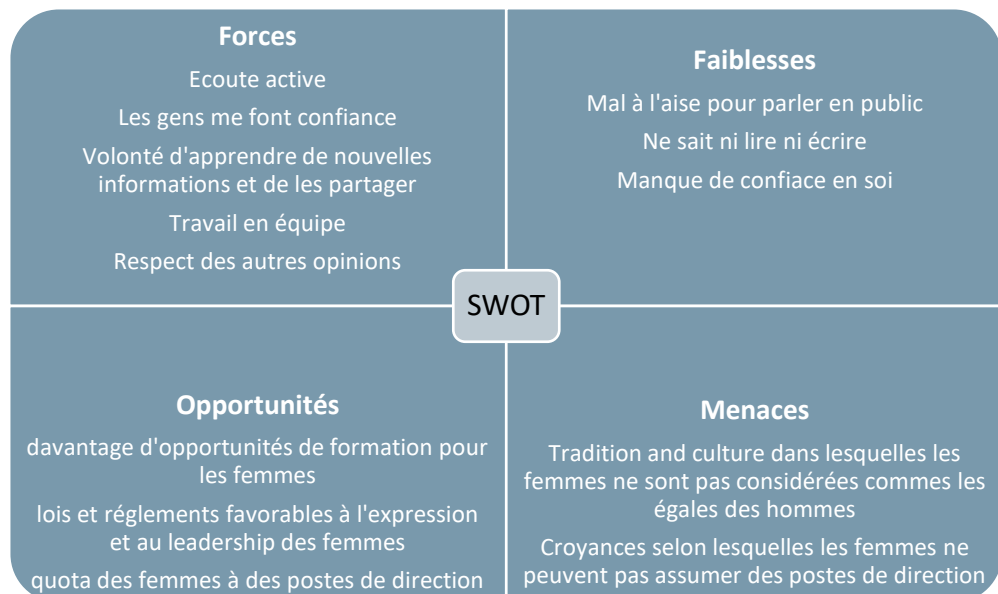 Forces
Ecoute active
Les gens me font confiance
Volonté d'apprendre de nouvelles
informations et de les partager
Travail en équipe
Respect des autres opinions
Faiblesses
Mal à l'aise pour parler en public
Ne sait ni lire ni écrire
Manque de confiace en soi
SWOT
Opportunités
davantage d'opportunités de formation pour
les femmes
lois et réglements favorables à l'expression
et au leadership des femmes
quota des femmes à des postes de direction
Menaces
Tradition and culture dans lesquelles les
femmes ne sont pas considérées commes les
égales des hommes
Croyances selon lesquelles les femmes ne
peuvent pas assumer des postes de direction